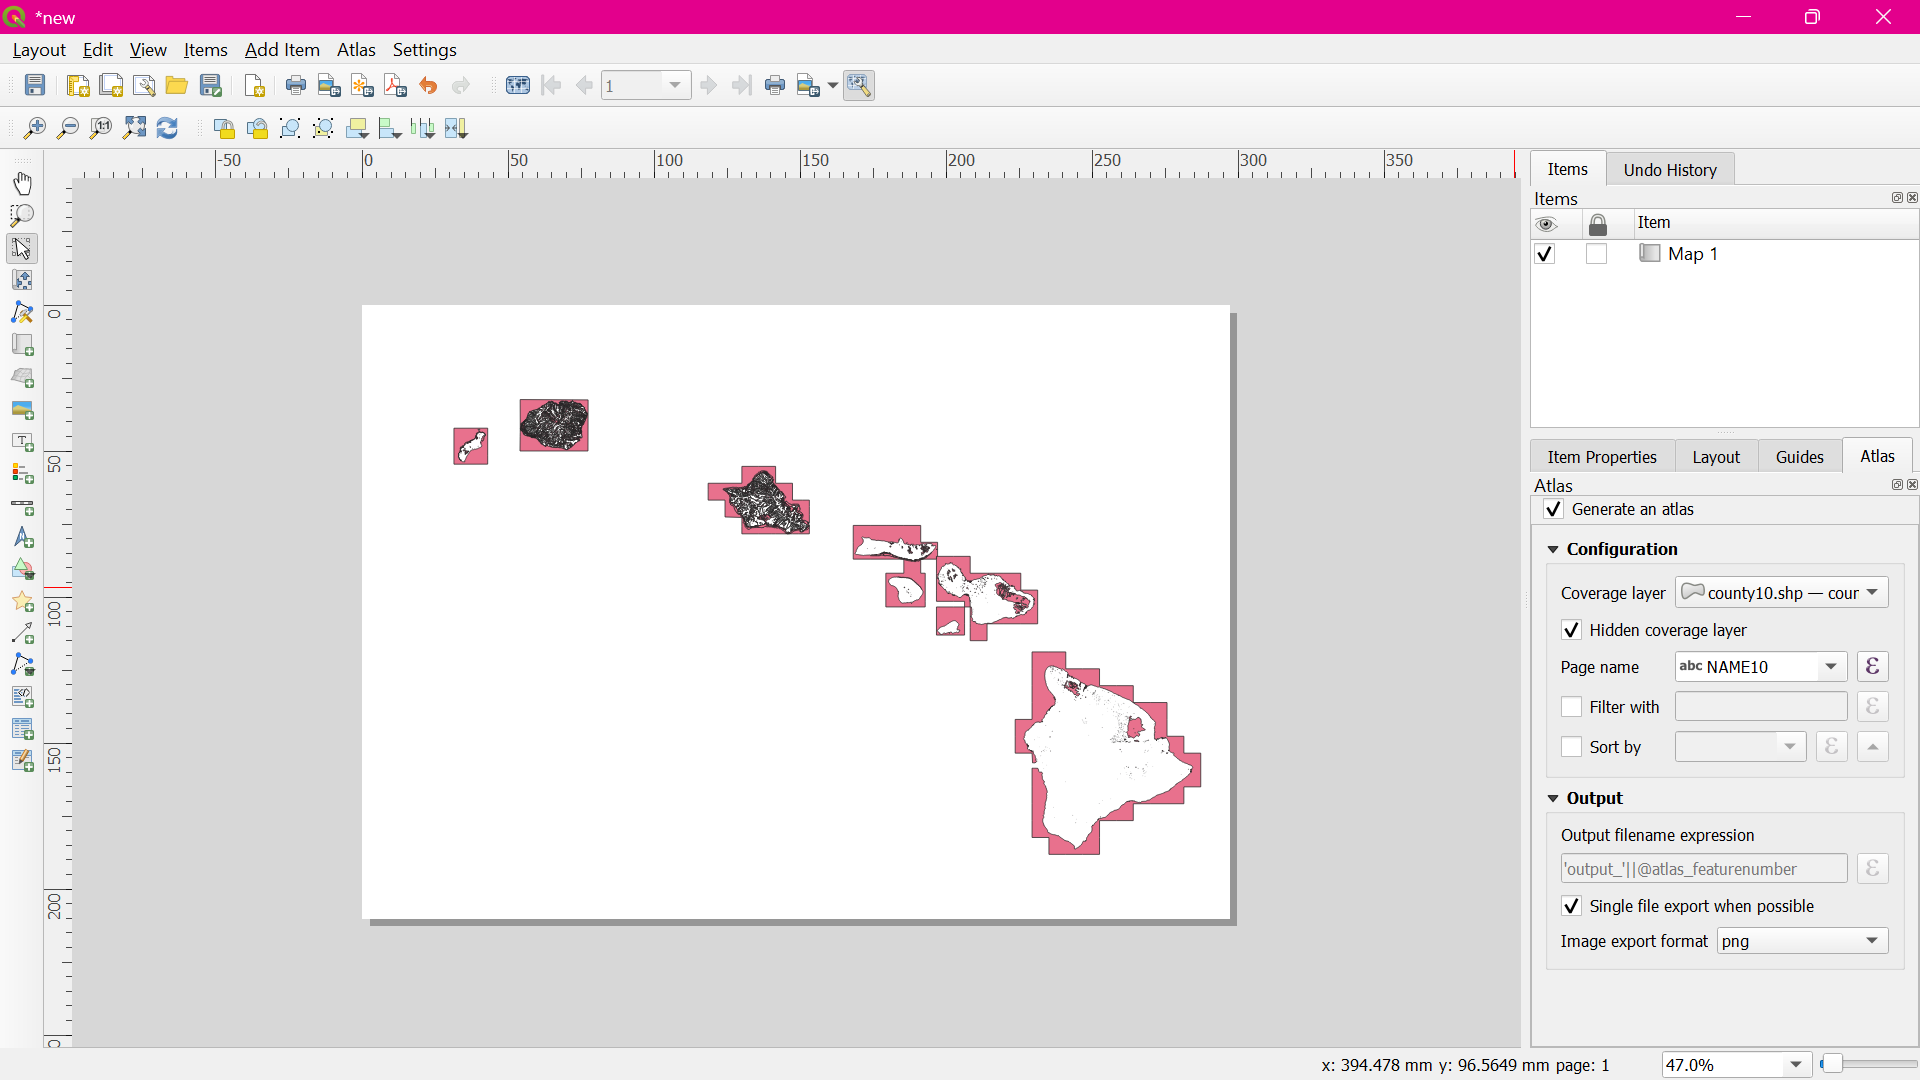 *new
Layout Edit View Items Add Item Atlas Settings
1
-50 0 50 100 150 200 250 300 350
0
50
100
150
200
Items Undo History
Items
Item
Map 1
Item Properties Layout Guides Atlas
Atlas
Generate an atlas
Configuration
Coverage layer county10.shp — cour
Hidden coverage layer
Page name abc NAME10
Filter with
Sort by
Output
Output filename expression
'output_'||@atlas_featurenumber
Single file export when possible
Image export format png
x: 394.478 mm y: 96.5649 mm page: 1 47.0%